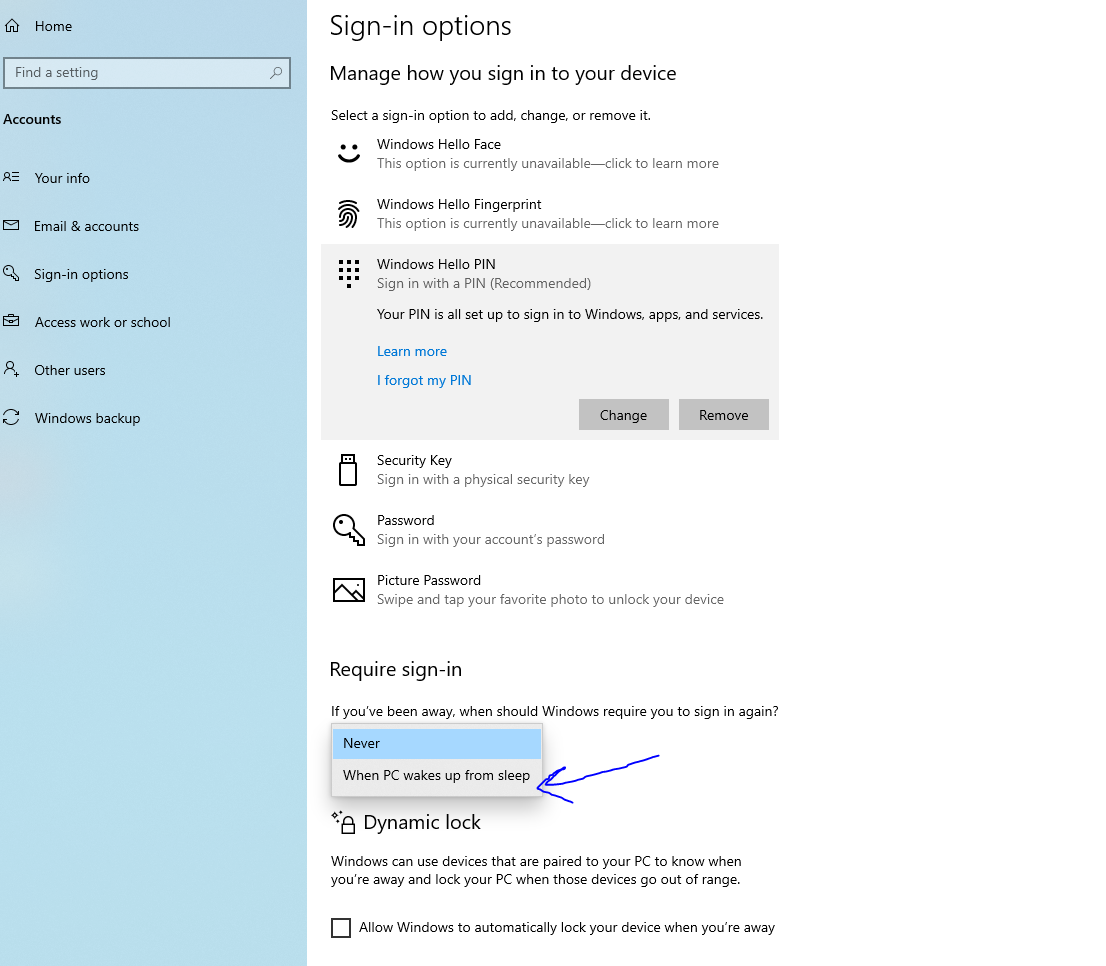 Home
Find a setting
Accounts
Your info
Email & accounts
Sign-in options
Access work or school
Other users
Windows backup
Sign-in options
Manage how you sign in to your device
Select a sign-in option to add, change, or remove it.
Windows Hello Face
This option is currently unavailable—click to learn more
Windows Hello Fingerprint
This option is currently unavailable—click to learn more
Windows Hello PIN
Sign in with a PIN (Recommended)
Your PIN is all set up to sign in to Windows, apps, and services.
Learn more
I forgot my PIN
Change
Remove
Security Key
Sign in with a physical security key
Password
Sign in with your account’s password
Picture Password
Swipe and tap your favorite photo to unlock your device
Require sign-in
If you’ve been away, when should Windows require you to sign in again?
Never
When PC wakes up from sleep
Dynamic lock
Windows can use devices that are paired to your PC to know when
you’re away and lock your PC when those devices go out of range.
Allow Windows to automatically lock your device when you’re away